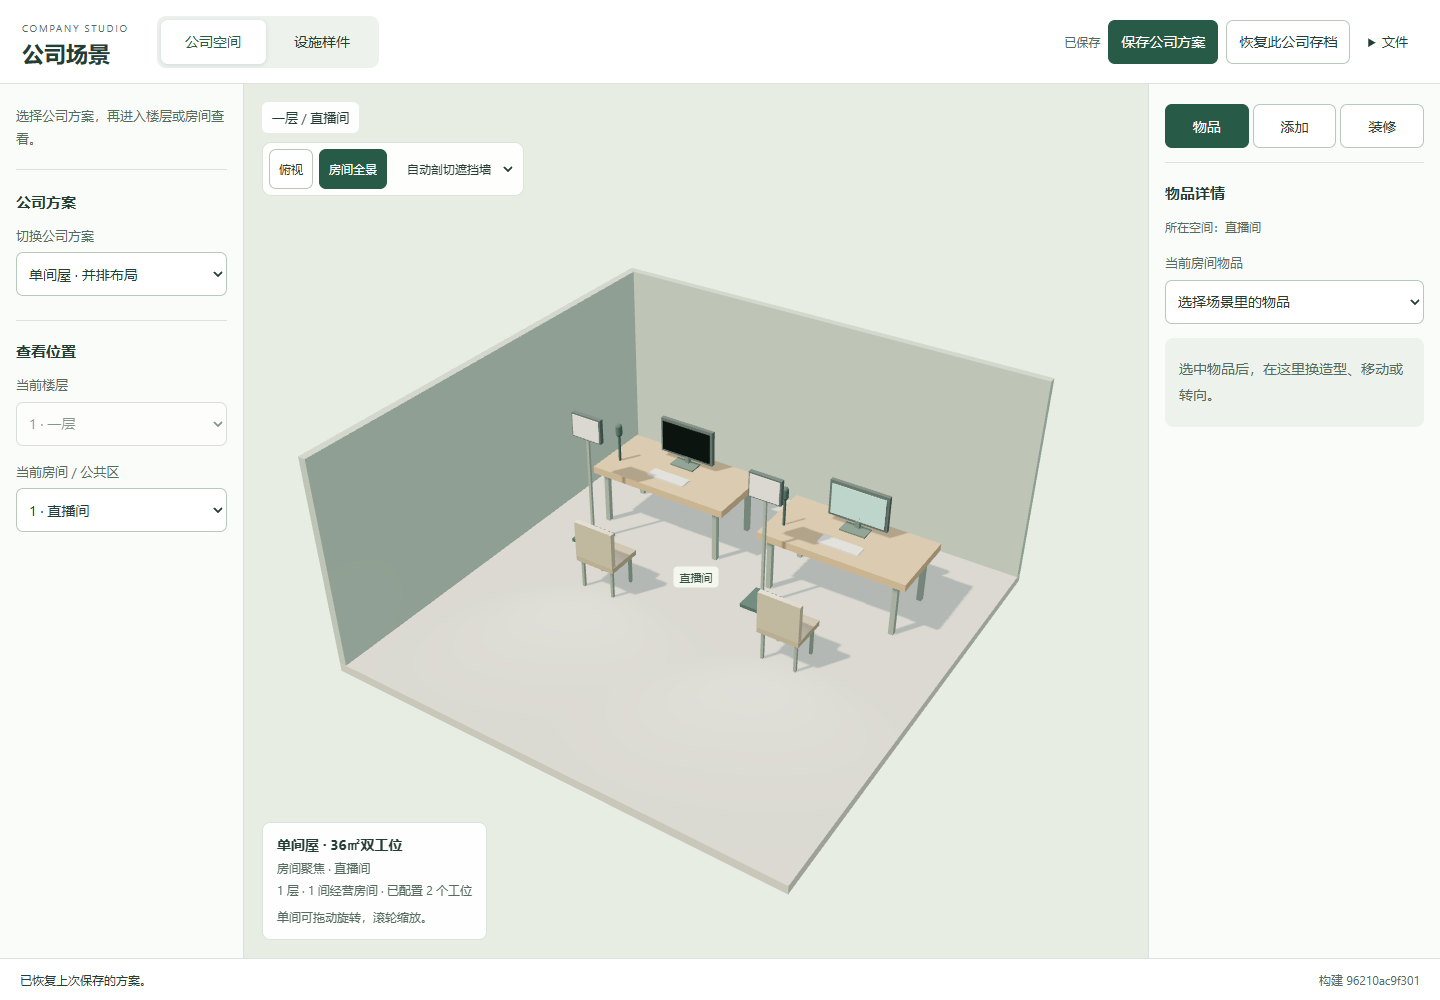 COMPANY STUDIO
公司场景
公司空间
设施样件
已保存
保存公司方案
恢复此公司存档
文件
选择公司方案，再进入楼层或房间查
看。
公司方案
切换公司方案
单间屋 · 并排布局
查看位置
当前楼层
1 · 一层
当前房间 / 公共区
1 · 直播间
一层 / 直播间
俯视
房间全景
自动剖切遮挡墙
直播间
单间屋 · 36㎡双工位
房间聚焦 · 直播间
1 层 · 1 间经营房间 · 已配置 2 个工位
单间可拖动旋转，滚轮缩放。
物品
添加
装修
物品详情
所在空间：直播间
当前房间物品
选择场景里的物品
选中物品后，在这里换造型、移动或
转向。
已恢复上次保存的方案。
构建 96210ac9f301